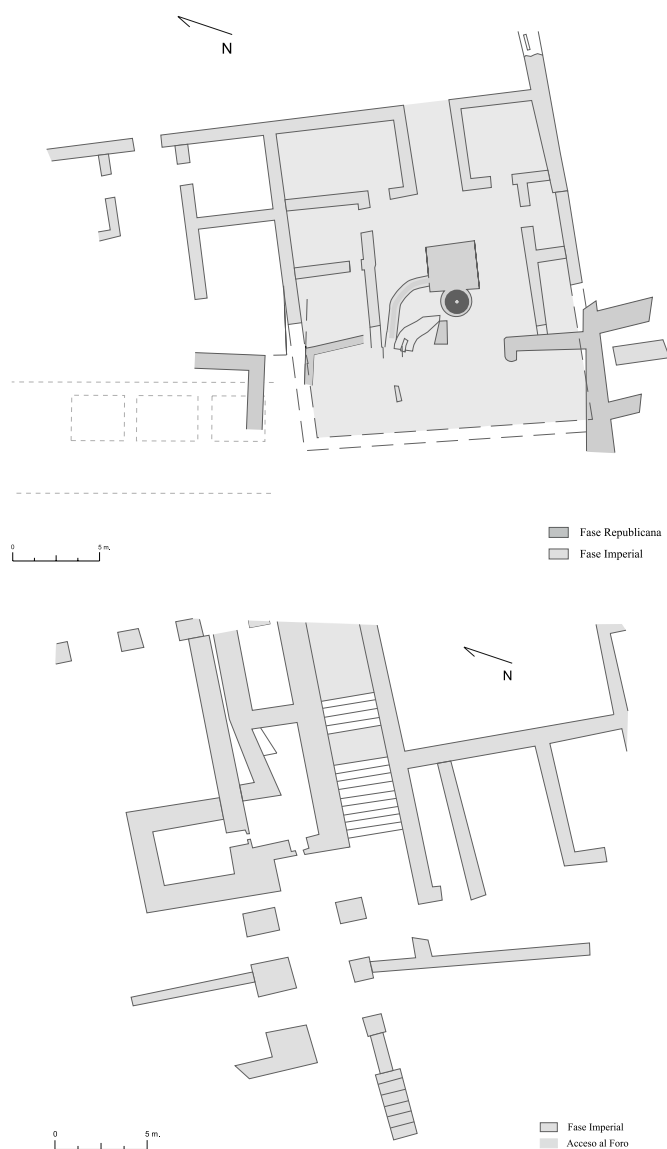 N
0
5 m.
Fase Republicana
Fase Imperial
N
0
5 m.
Fase Imperial
Acceso al Foro